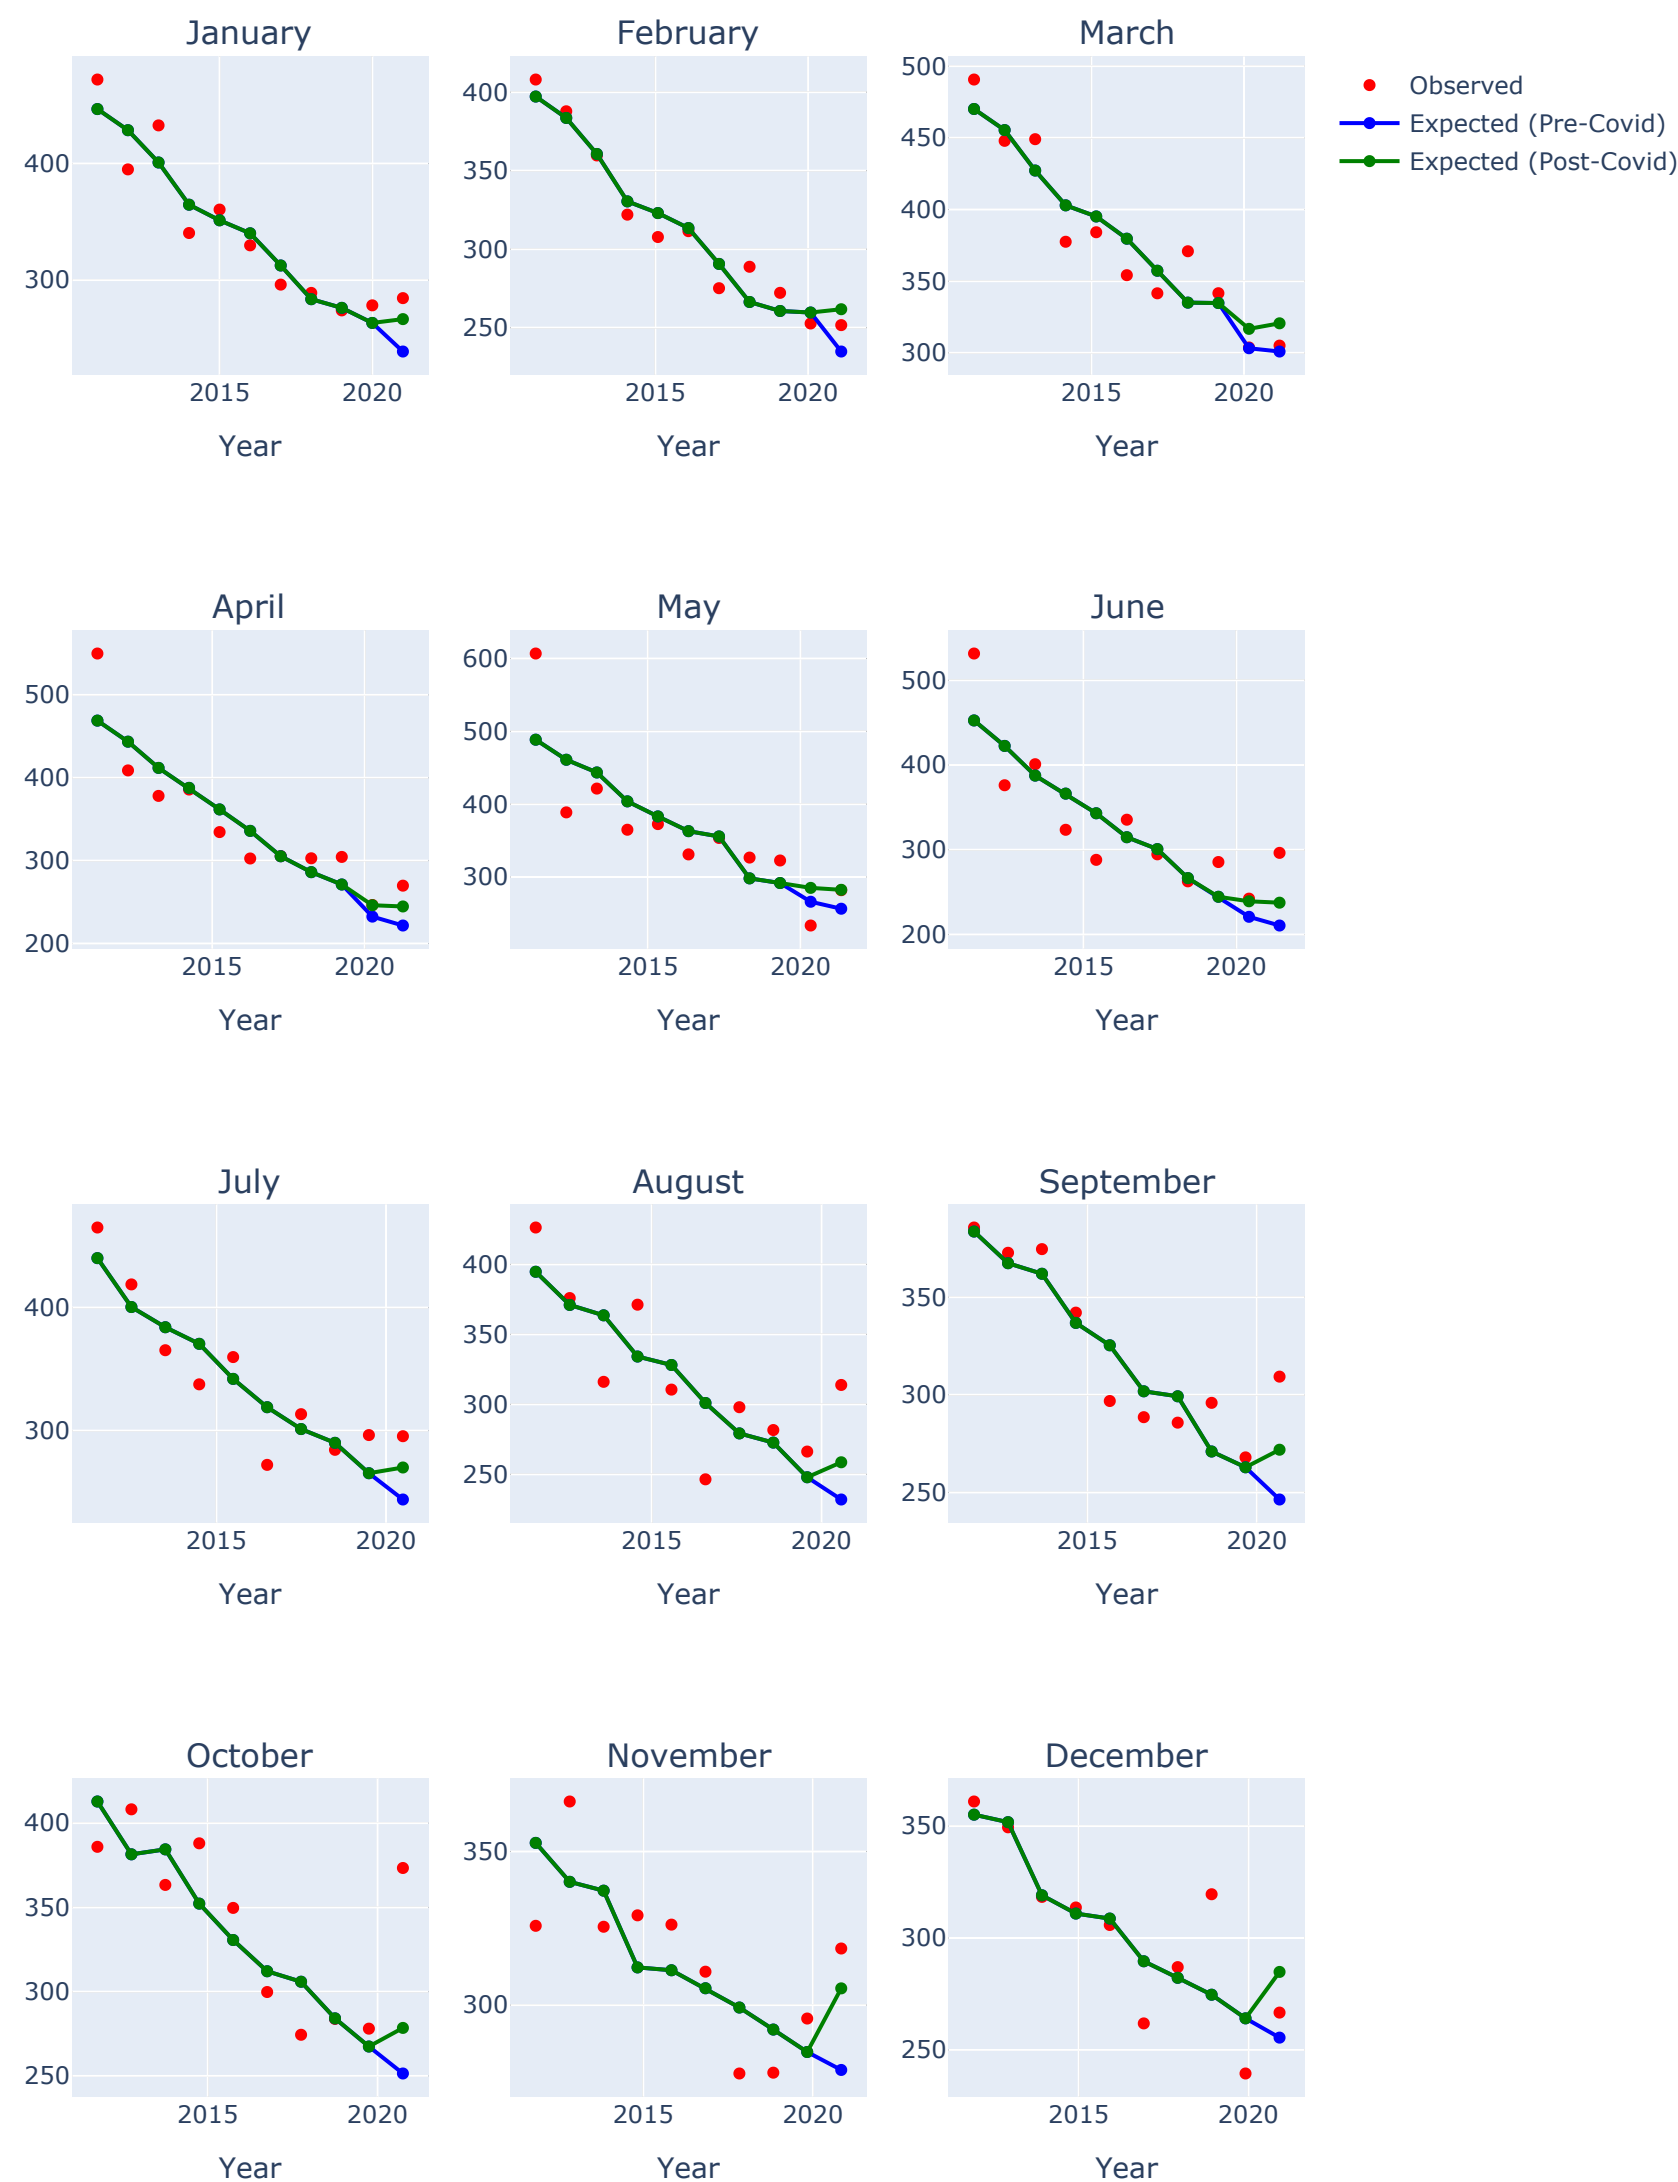 January
February
March
400
300
2015
2020
Year
400
350
300
250
2015
2020
Year
500
450
400
350
300
2015
2020
Year
Observed
Expected (Pre-Covid)
Expected (Post-Covid)
April
May
June
500
400
300
200
2015
2020
Year
600
500
400
300
2015
2020
Year
500
400
300
200
2015
2020
Year
July
August
September
400
300
2015
2020
Year
400
350
300
250
2015
2020
Year
350
300
250
2015
2020
Year
October
November
December
400
350
300
250
2015
2020
Year
350
300
2015
2020
Year
350
300
250
2015
2020
Year